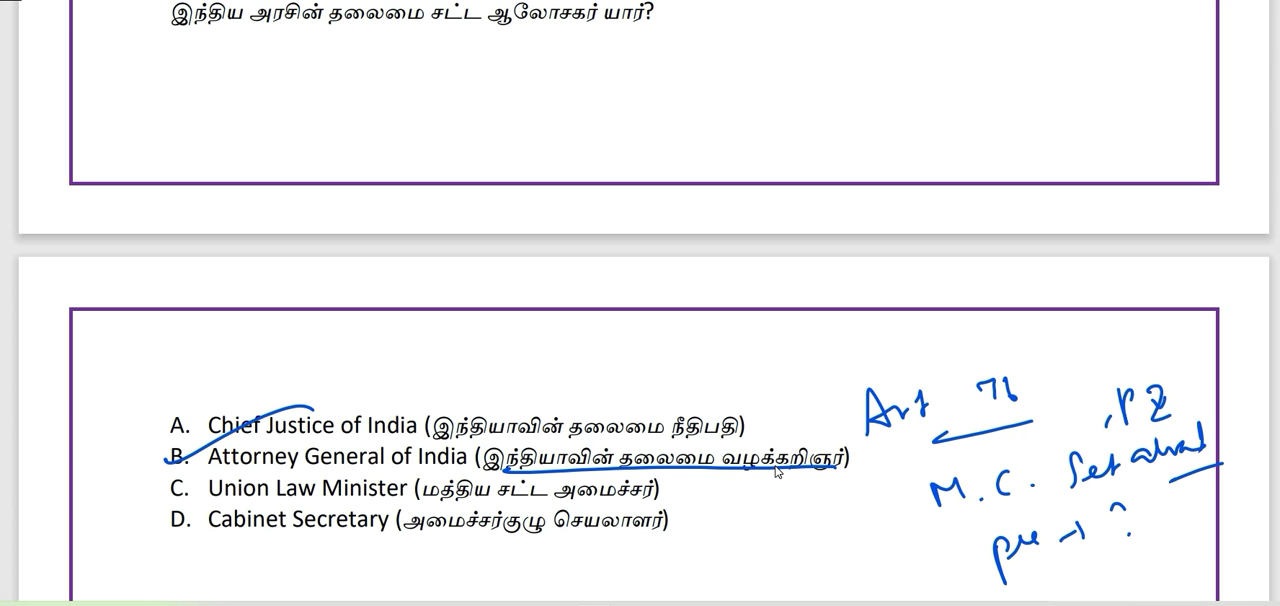 இந்திய அரசின் தலைமை சட்ட ஆலோசகர் யார்?
A. Chief Justice of India (இந்தியாவின் தலைமை நீதிபதி)
B. Attorney General of India (இந்தியாவின் தலைமை வழக்கறிஞர்)
C. Union Law Minister (மத்திய சட்ட அமைச்சர்)
D. Cabinet Secretary (அமைச்சர்குழு செயலாளர்)
Art 76
M.C. Setalvad
?